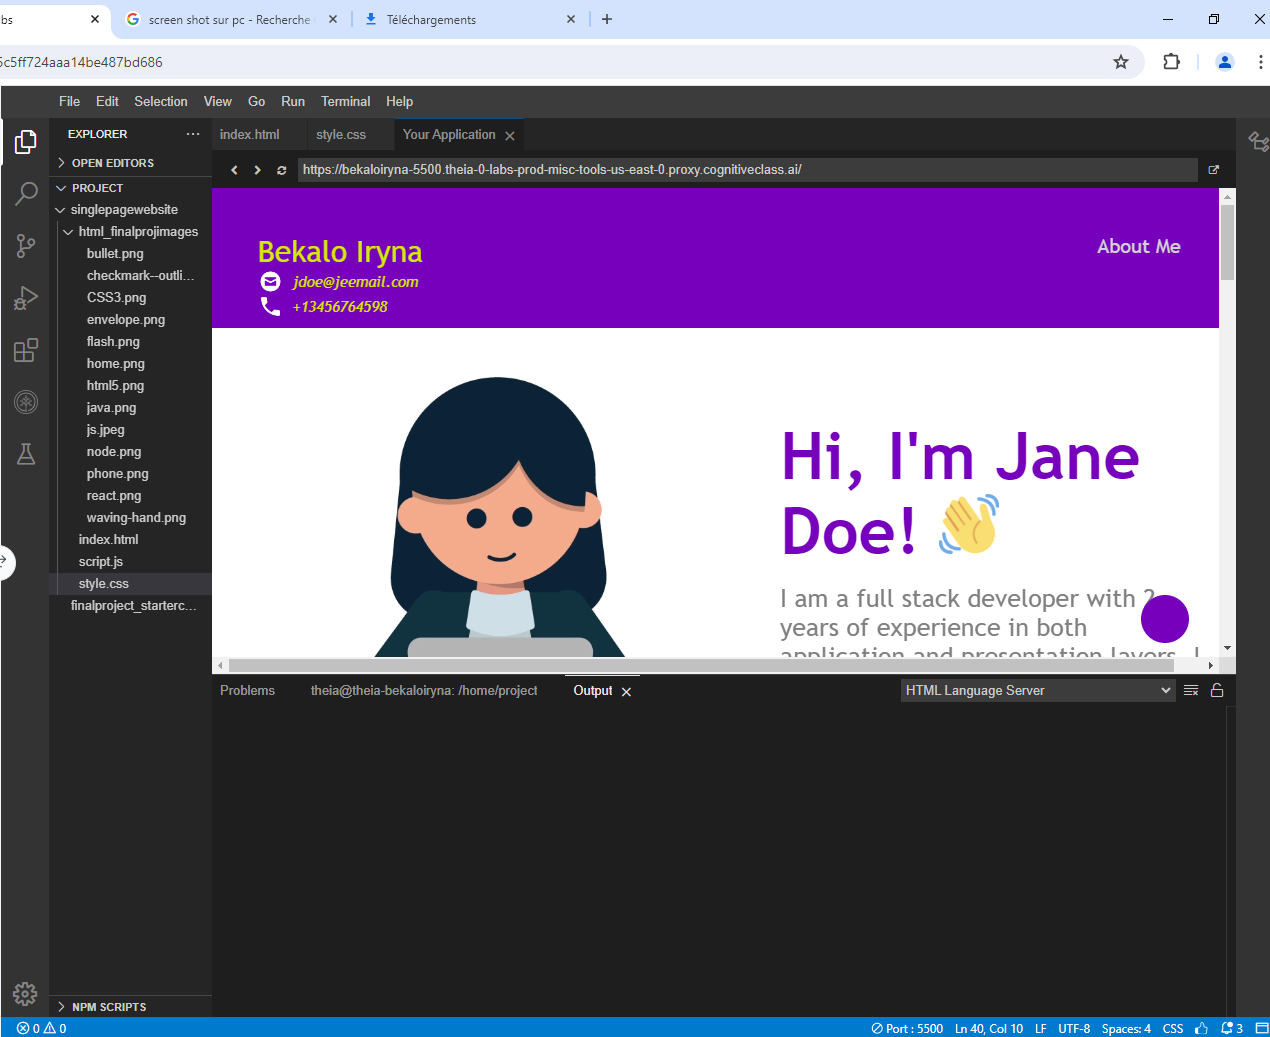 bs
screen shot sur pc - Recherche
Téléchargements
5c5ff724aaa14be487bd686
File Edit Selection View Go Run Terminal Help
EXPLORER
OPEN EDITORS
PROJECT
singlepagewebsite
html_finalprojimages
bullet.png
checkmark--outli...
CSS3.png
envelope.png
flash.png
home.png
html5.png
java.png
js.jpeg
node.png
phone.png
react.png
waving-hand.png
index.html
script.js
style.css
finalproject_starterc...
NPM SCRIPTS
index.html style.css Your Application
https://bekaloiryna-5500.theia-0-labs-prod-misc-tools-us-east-0.proxy.cognitiveclass.ai/
Bekalo Iryna
jdoe@jeemail.com
+13456764598
About Me
Hi, I'm Jane
Doe!
I am a full stack developer with 2
years of experience in both
application and presentation layers. I
Problems theia@theia-bekaloiryna: /home/project Output HTML Language Server
0 0 Port : 5500 Ln 40, Col 10 LF UTF-8 Spaces: 4 CSS 3